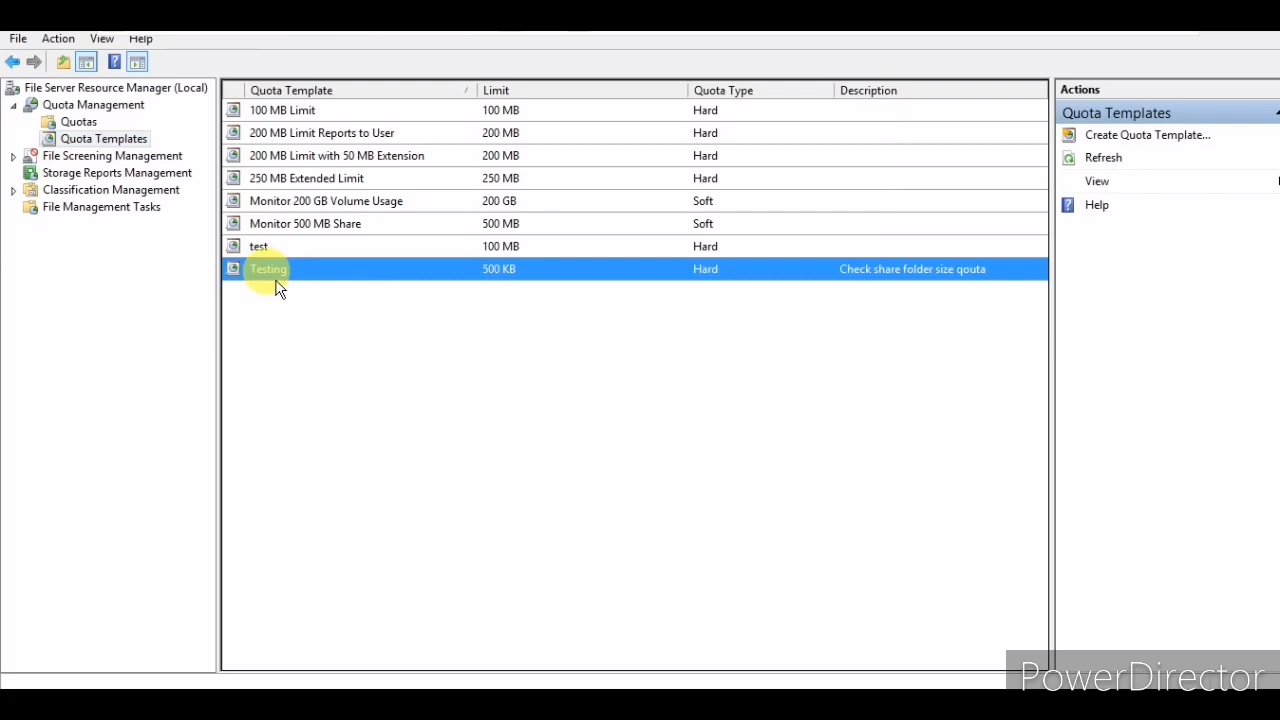 File Action View Help
File Server Resource Manager (Local)
Quota Management
Quotas
Quota Templates
File Screening Management
Storage Reports Management
Classification Management
File Management Tasks
Quota Template Limit Quota Type Description
100 MB Limit 100 MB Hard
200 MB Limit Reports to User 200 MB Hard
200 MB Limit with 50 MB Extension 200 MB Hard
250 MB Extended Limit 250 MB Hard
Monitor 200 GB Volume Usage 200 GB Soft
Monitor 500 MB Share 500 MB Soft
test 100 MB Hard
Testing 500 KB Hard Check share folder size qouta
Actions
Quota Templates
Create Quota Template...
Refresh
View
Help
PowerDirector